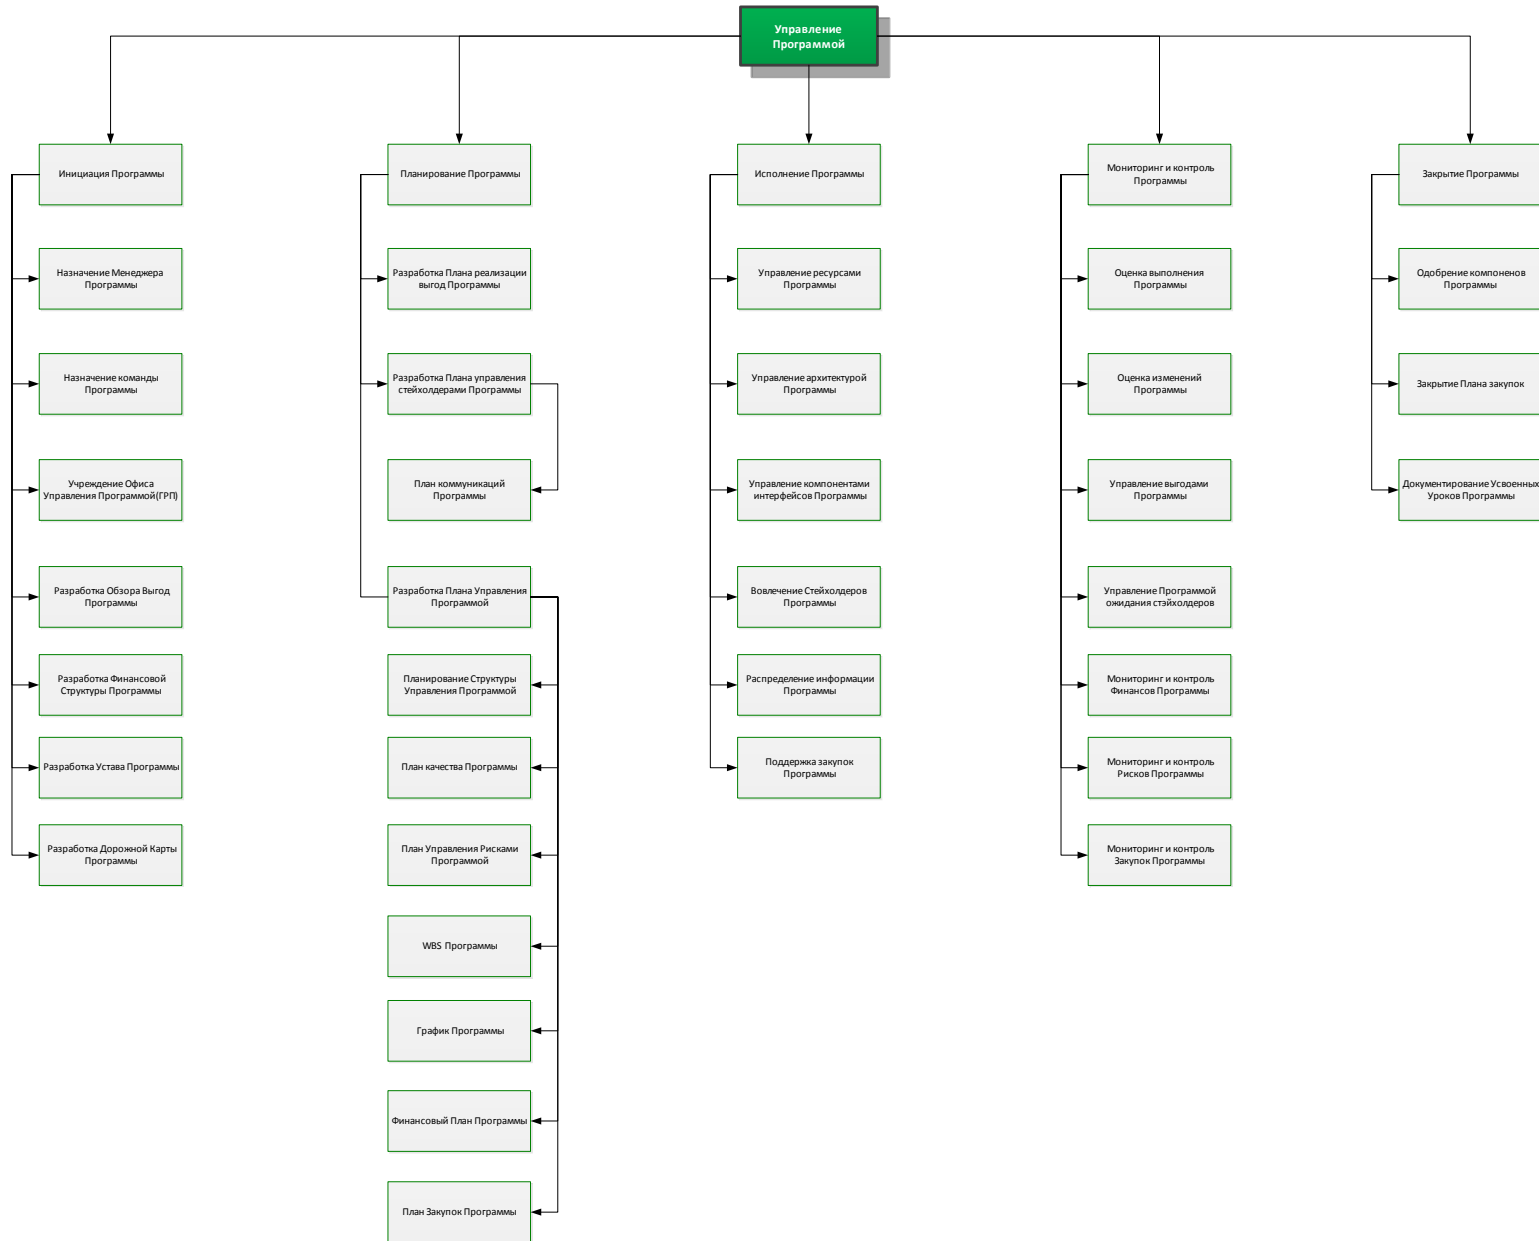 Управление
Программой
Инициация Программы
Назначение Менеджера
Программы
Назначение команды
Программы
Учреждение Офиса
Управления Программой(ГРП)
Разработка Обзора Выгод
Программы
Разработка Финансовой
Структуры Программы
Разработка Устава Программы
Разработка Дорожной Карты
Программы
Планирование Программы
Разработка Плана реализации
выгод Программы
Разработка Плана управления
стейхолдерами Программы
План коммуникаций
Программы
Разработка Плана Управления
Программой
Планирование Структуры
Управления Программой
План качества Программы
План Управления Рисками
Программой
WBS Программы
График Программы
Финансовый План Программы
План Закупок Программы
Исполнение Программы
Управление ресурсами
Программы
Управление архитектурой
Программы
Управление компонентами
интерфейсов Программы
Вовлечение Стейхолдеров
Программы
Распределение информации
Программы
Поддержка закупок
Программы
Мониторинг и контроль
Программы
Оценка выполнения
Программы
Оценка изменений
Программы
Управление выгодами
Программы
Управление Программой
ожидания стэйхолдеров
Мониторинг и контроль
Финансов Программы
Мониторинг и контроль
Рисков Программы
Мониторинг и контроль
Закупок Программы
Закрытие Программы
Одобрение компоненов
Программы
Закрытие Плана закупок
Документирование Усвоенных
Уроков Программы